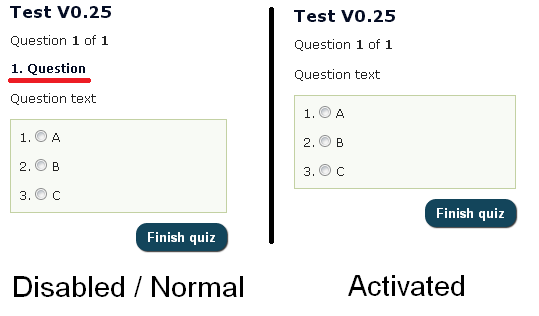 Test V0.25
Question 1 of 1
1. Question
Question text
1. A
2. B
3. C
Finish quiz
Disabled / Normal
Test V0.25
Question 1 of 1
Question text
1. A
2. B
3. C
Finish quiz
Activated